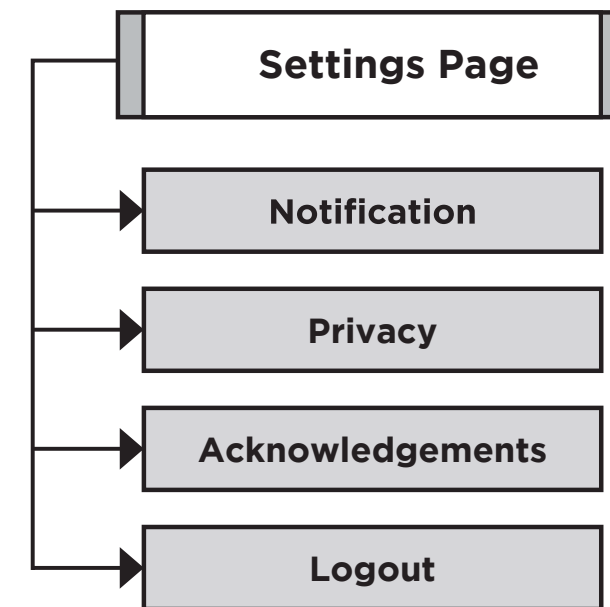 Settings Page
Notification
Privacy
Acknowledgements
Logout